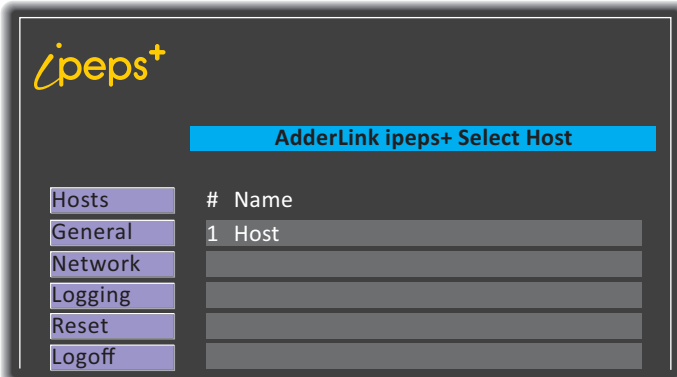 ipeps+
AdderLink ipeps+ Select Host
Hosts # Name
General 1 Host
Network
Logging
Reset
Logoff